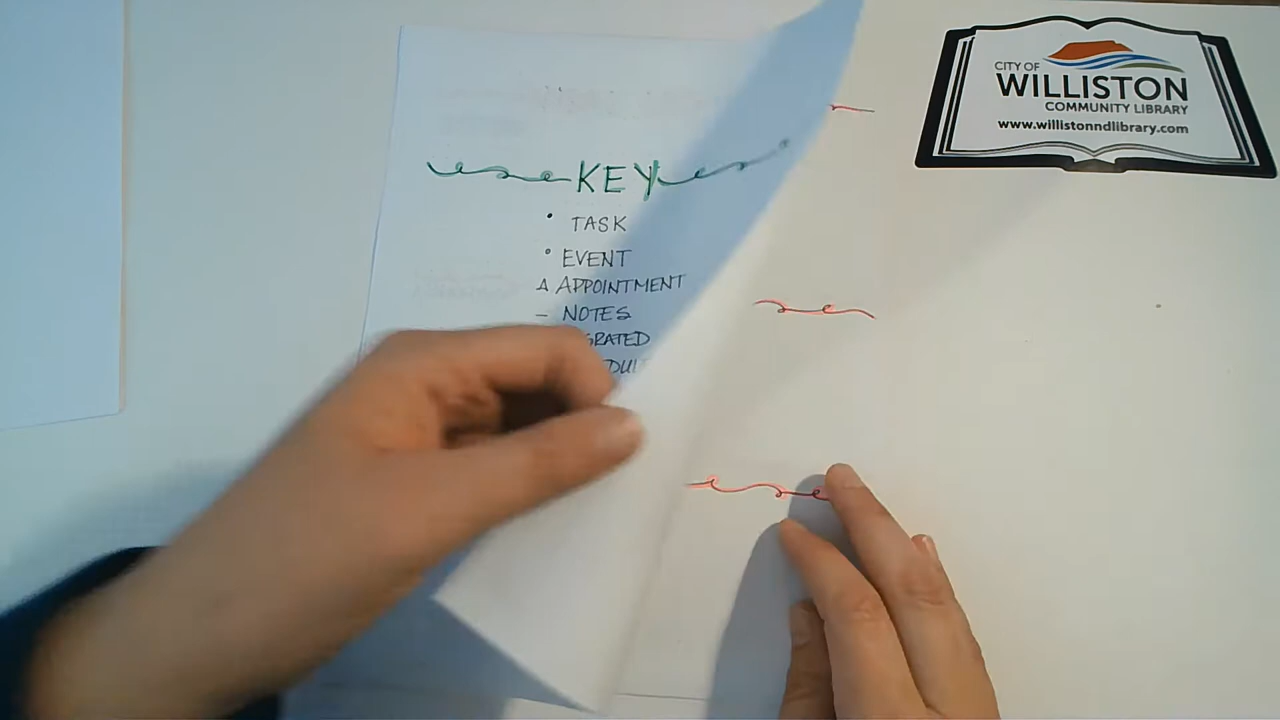 KEY
• TASK
° EVENT
Δ APPOINTMENT
– NOTES
CITY OF
WILLISTON
COMMUNITY LIBRARY
www.willistonndlibrary.com